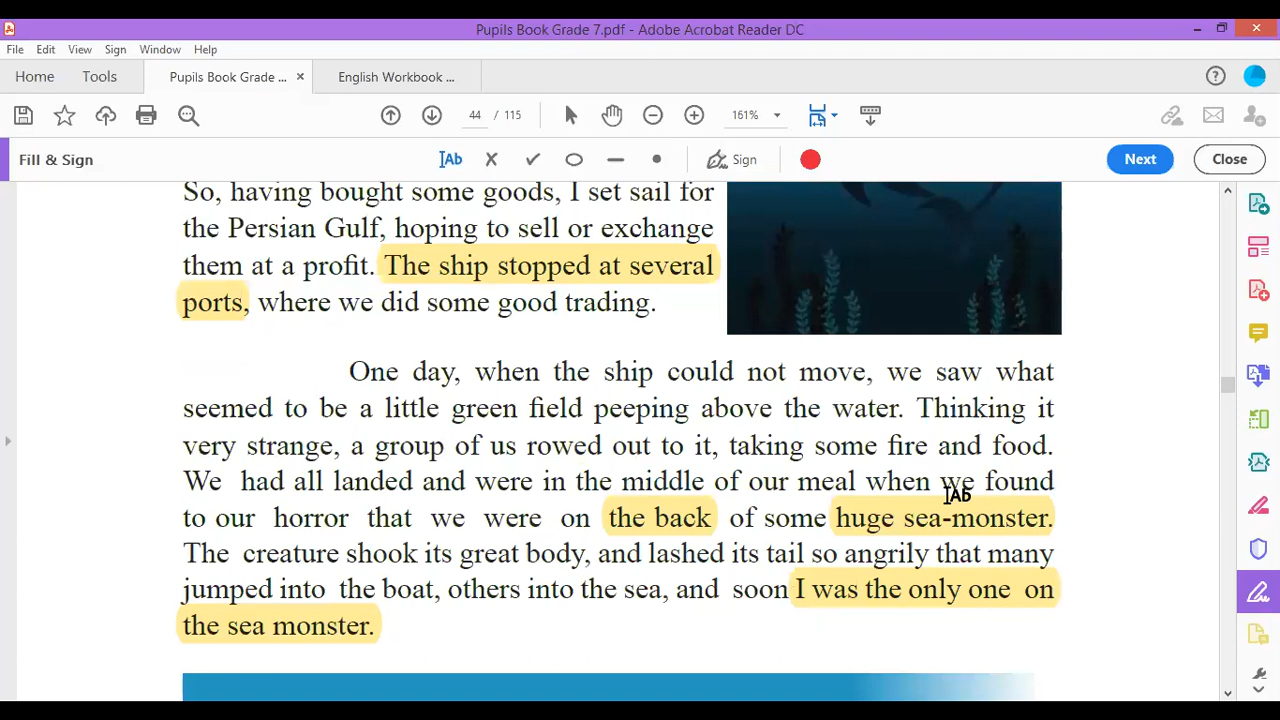 Pupils Book Grade 7.pdf - Adobe Acrobat Reader DC
File Edit View Sign Window Help
Home Tools Pupils Book Grade ... × English Workbook ...
44 / 115 161%
Fill & Sign Ab Sign Next Close
So, having bought some goods, I set sail for
the Persian Gulf, hoping to sell or exchange
them at a profit. The ship stopped at several
ports, where we did some good trading.
One day, when the ship could not move, we saw what
seemed to be a little green field peeping above the water. Thinking it
very strange, a group of us rowed out to it, taking some fire and food.
We had all landed and were in the middle of our meal when we found
Ab
to our horror that we were on the back of some huge sea-monster.
The creature shook its great body, and lashed its tail so angrily that many
jumped into the boat, others into the sea, and soon I was the only one on
the sea monster.